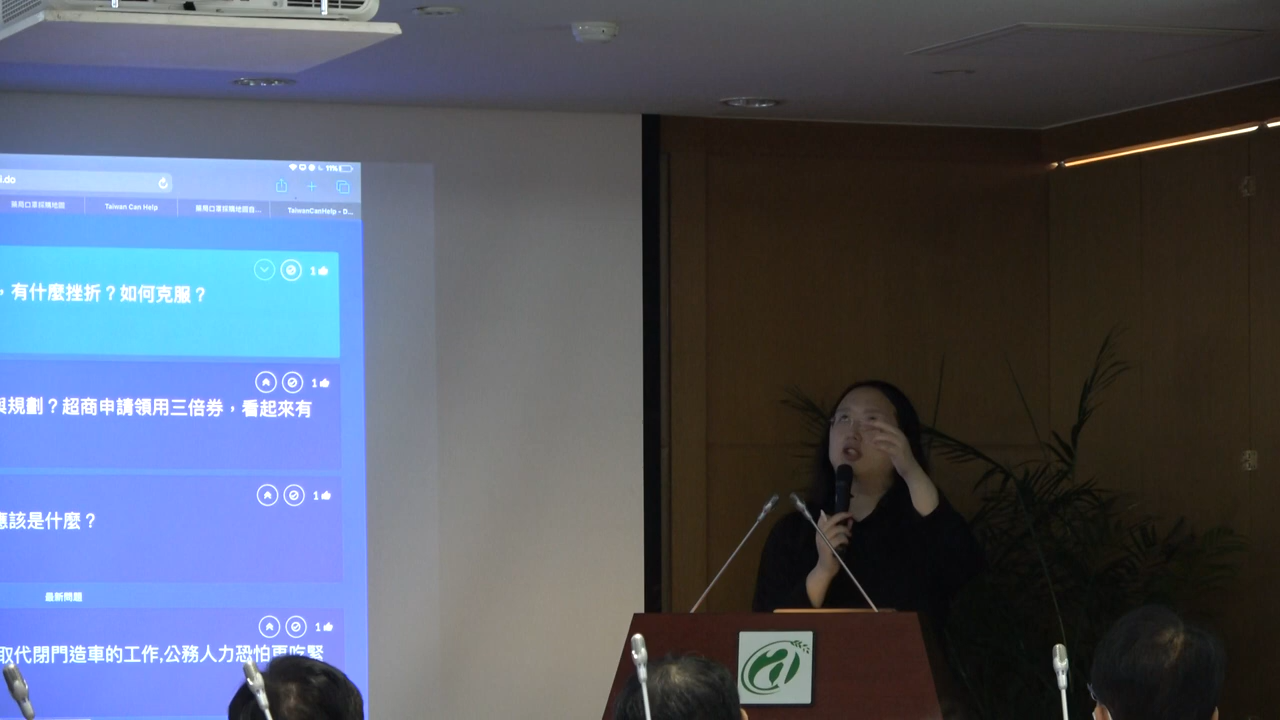 i.do
11%
藥局口罩採購地圖
Taiwan Can Help
藥局口罩採購地圖自...
TaiwanCanHelp - D...
1
，有什麼挫折？如何克服？
1
與規劃？超商申請領用三倍券，看起來有
1
應該是什麼？
最新問題
1
取代閉門造車的工作,公務人力恐怕更吃緊